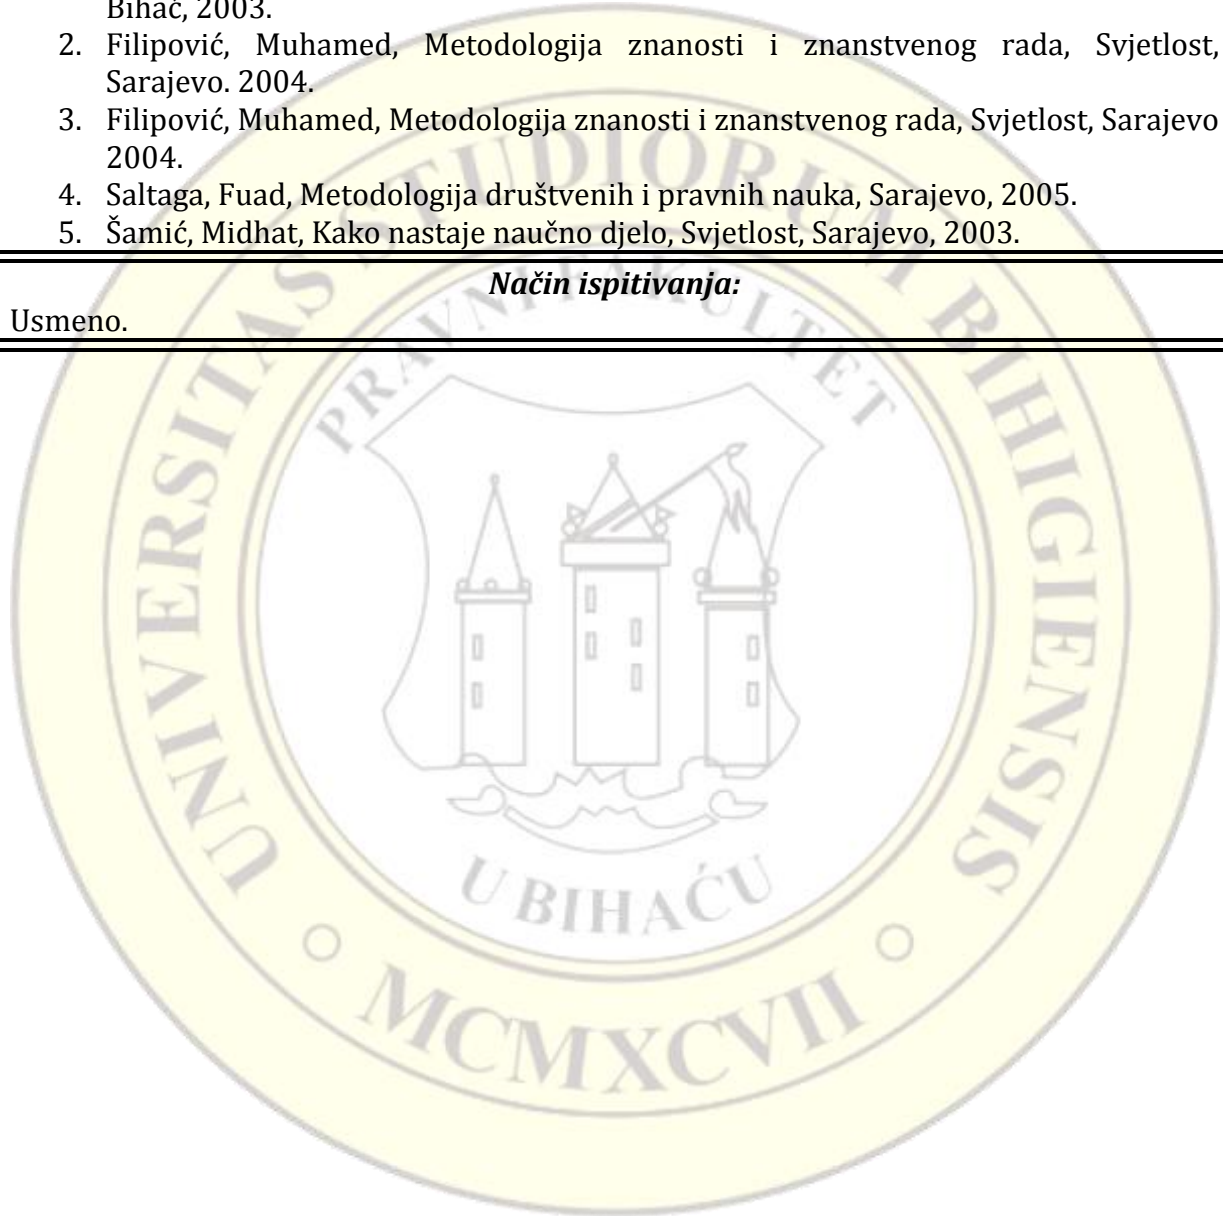 Bihać, 2003.
2. Filipović, Muhamed, Metodologija znanosti i znanstvenog rada, Svjetlost,
Sarajevo. 2004.
3. Filipović, Muhamed, Metodologija znanosti i znanstvenog rada, Svjetlost, Sarajevo
2004.
4. Saltaga, Fuad, Metodologija društvenih i pravnih nauka, Sarajevo, 2005.
5. Šamić, Midhat, Kako nastaje naučno djelo, Svjetlost, Sarajevo, 2003.
Način ispitivanja:
Usmeno.
UNIVERSITAS STUDIORUM BIHIGIENSIS
PRAVNI FAKULTET
U BIHAĆU
MCMXCVII